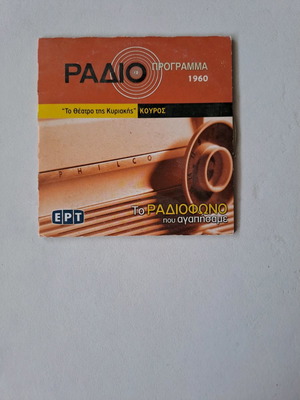 ΡΑΔΙΟ ΠΡΟΓΡΑΜΜΑ
1960
"Το Θέατρο της Κυριακής" ΚΟΥΡΟΣ
PHILCO
ΕΡΤ
Το ΡΑΔΙΟΦΩΝΟ
που αγαπήσαμε